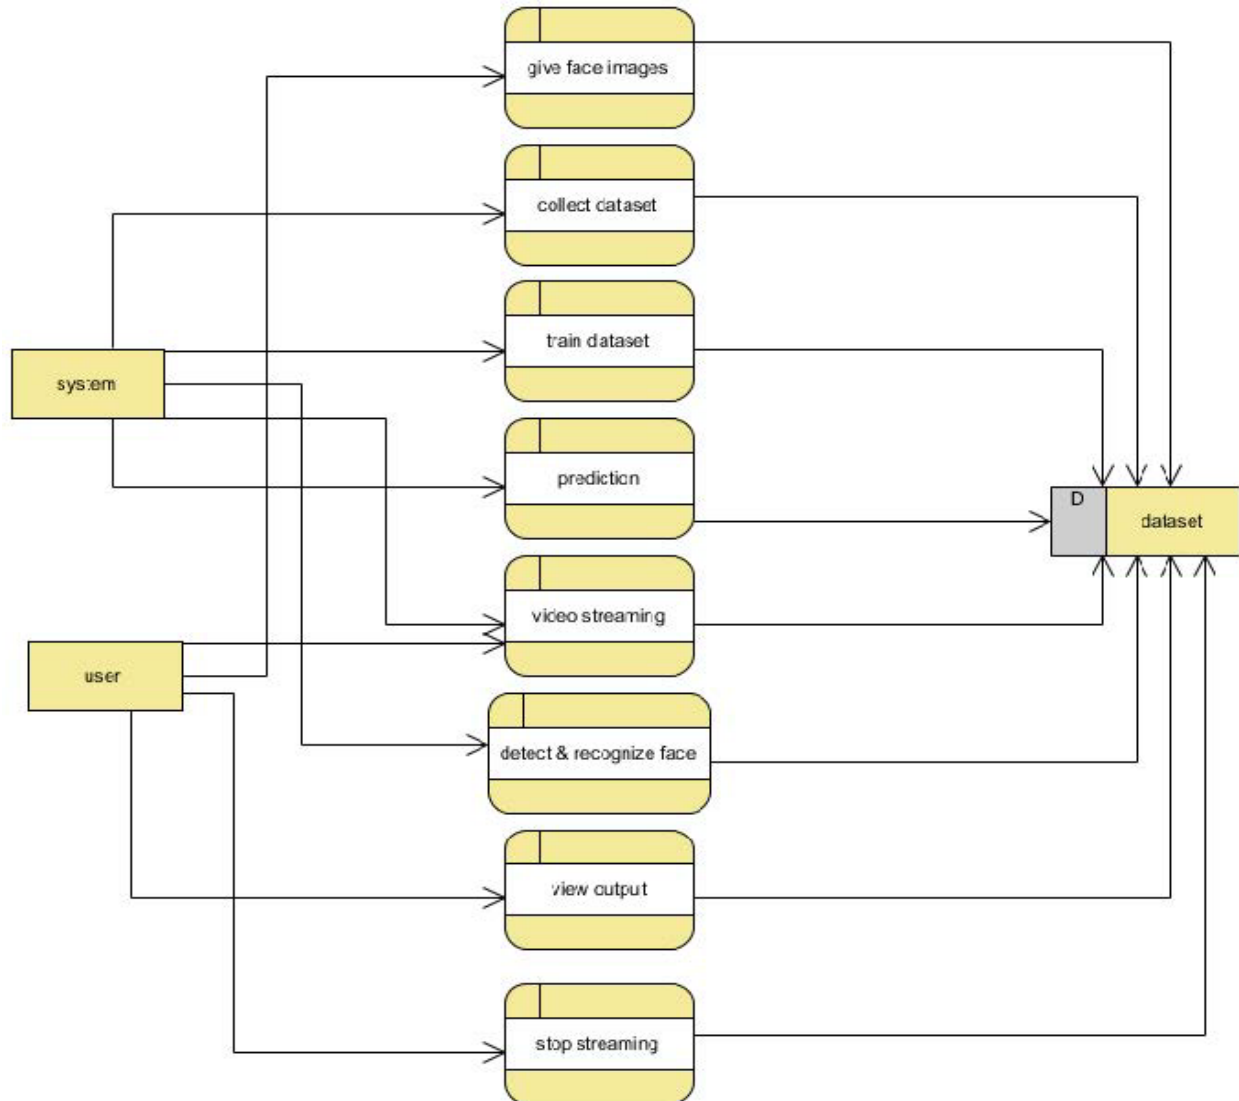 give face images
collect dataset
train dataset
system
prediction
D
dataset
video streaming
user
detect & recognize face
view output
stop streaming